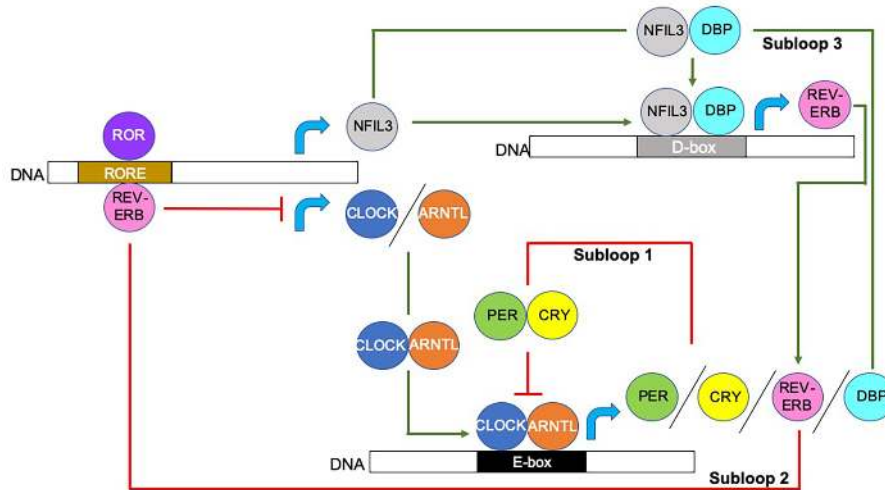 NFIL3
DBP
Subloop 3
ROR
NFIL3
NFIL3
DBP
REV-
ERB
DNA
D-box
DNA
RORE
REV-
ERB
CLOCK
ARNTL
Subloop 1
PER
CRY
CLOCK
ARNTL
PER
CRY
REV-
ERB
DBP
CLOCK
ARNTL
DNA
E-box
Subloop 2